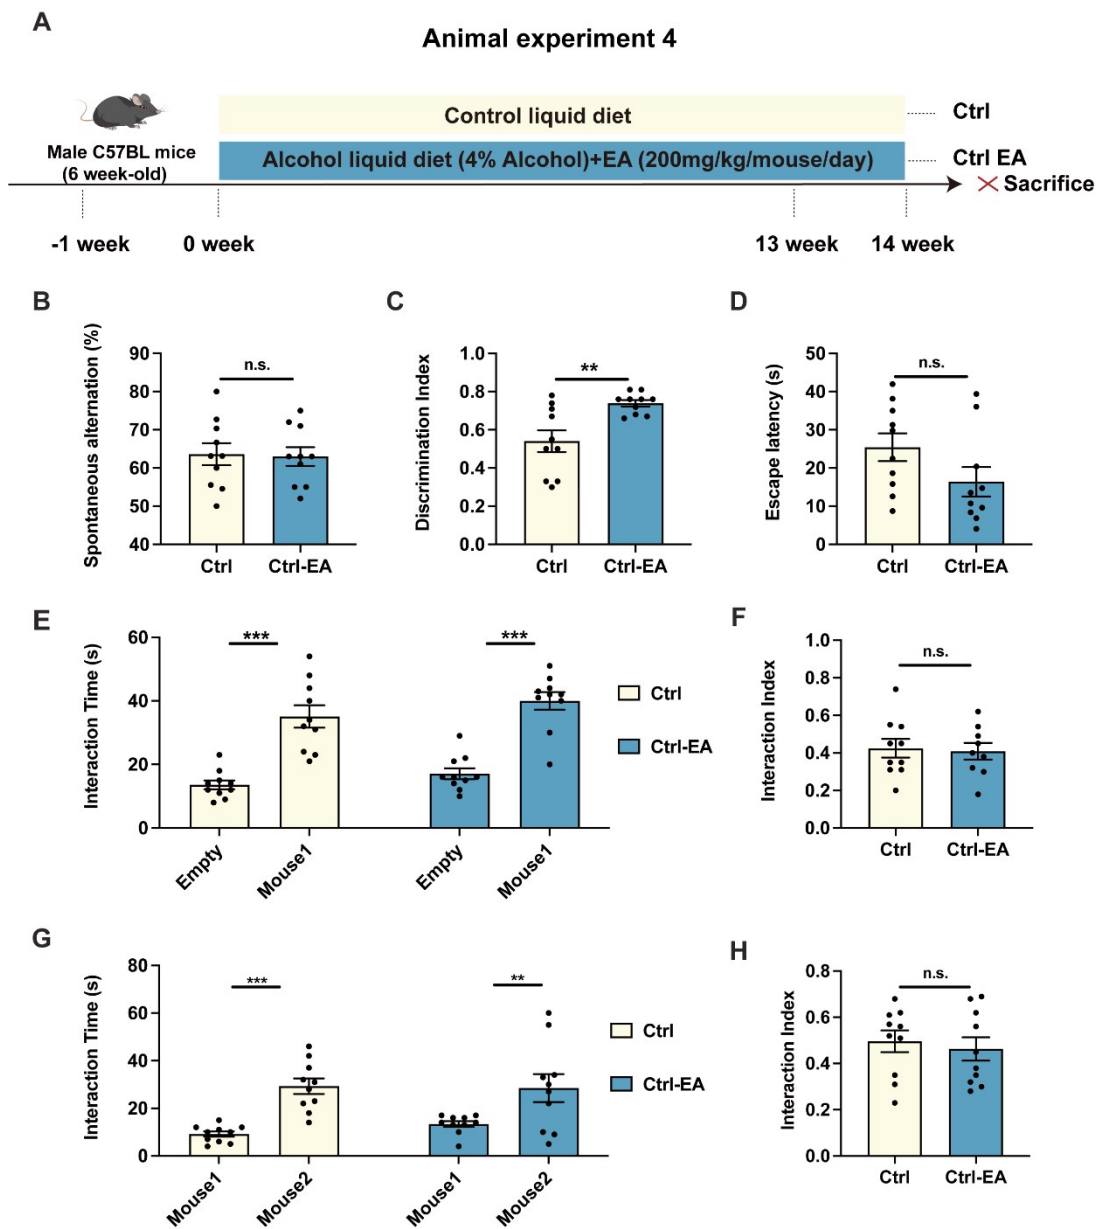 A
Animal experiment 4
Control liquid diet
Ctrl
Male C57BL mice
(6 week-old)
Alcohol liquid diet (4% Alcohol)+EA (200mg/kg/mouse/day)
Ctrl EA
Sacrifice
-1 week
0 week
13 week
14 week
B
Spontaneous alternation (%)
90
80
70
60
50
40
n.s.
Ctrl
Ctrl-EA
C
Discrimination Index
1.0
0.8
0.6
0.4
0.2
0.0
**
Ctrl
Ctrl-EA
D
Escape latency (s)
50
40
30
20
10
0
n.s.
Ctrl
Ctrl-EA
E
Interaction Time (s)
60
40
20
0
***
***
Empty
Mouse1
Empty
Mouse1
Ctrl
Ctrl-EA
F
Interaction Index
1.0
0.8
0.6
0.4
0.2
0.0
n.s.
Ctrl
Ctrl-EA
G
Interaction Time (s)
80
60
40
20
0
***
**
Mouse1
Mouse2
Mouse1
Mouse2
Ctrl
Ctrl-EA
H
Interaction Index
0.8
0.6
0.4
0.2
0.0
n.s.
Ctrl
Ctrl-EA